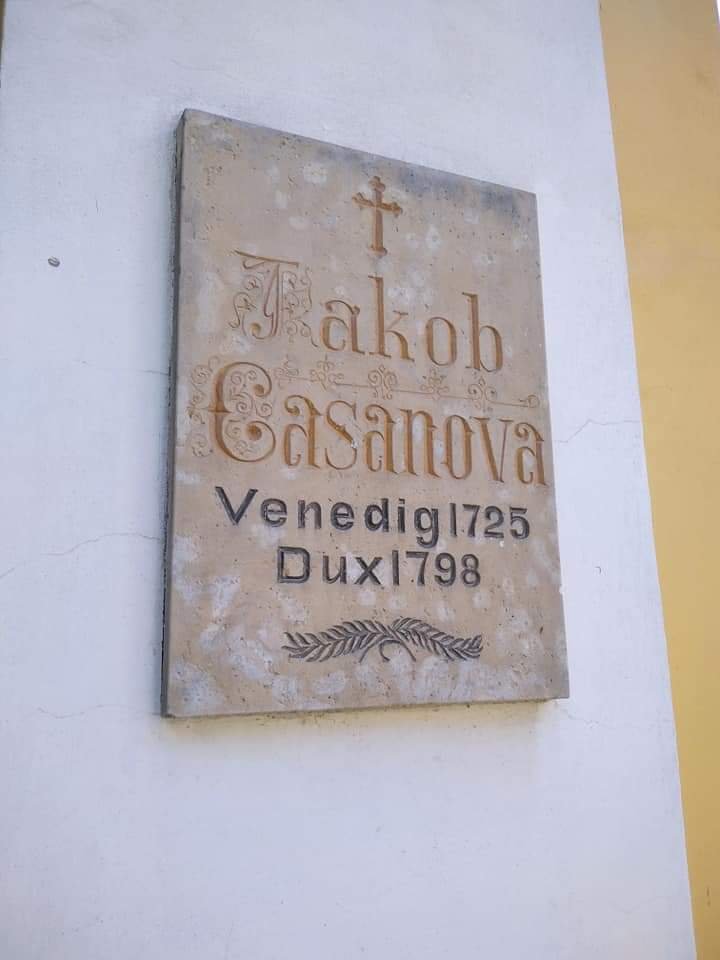 Jakob
Casanova
Venedig 1725
Dux 1798